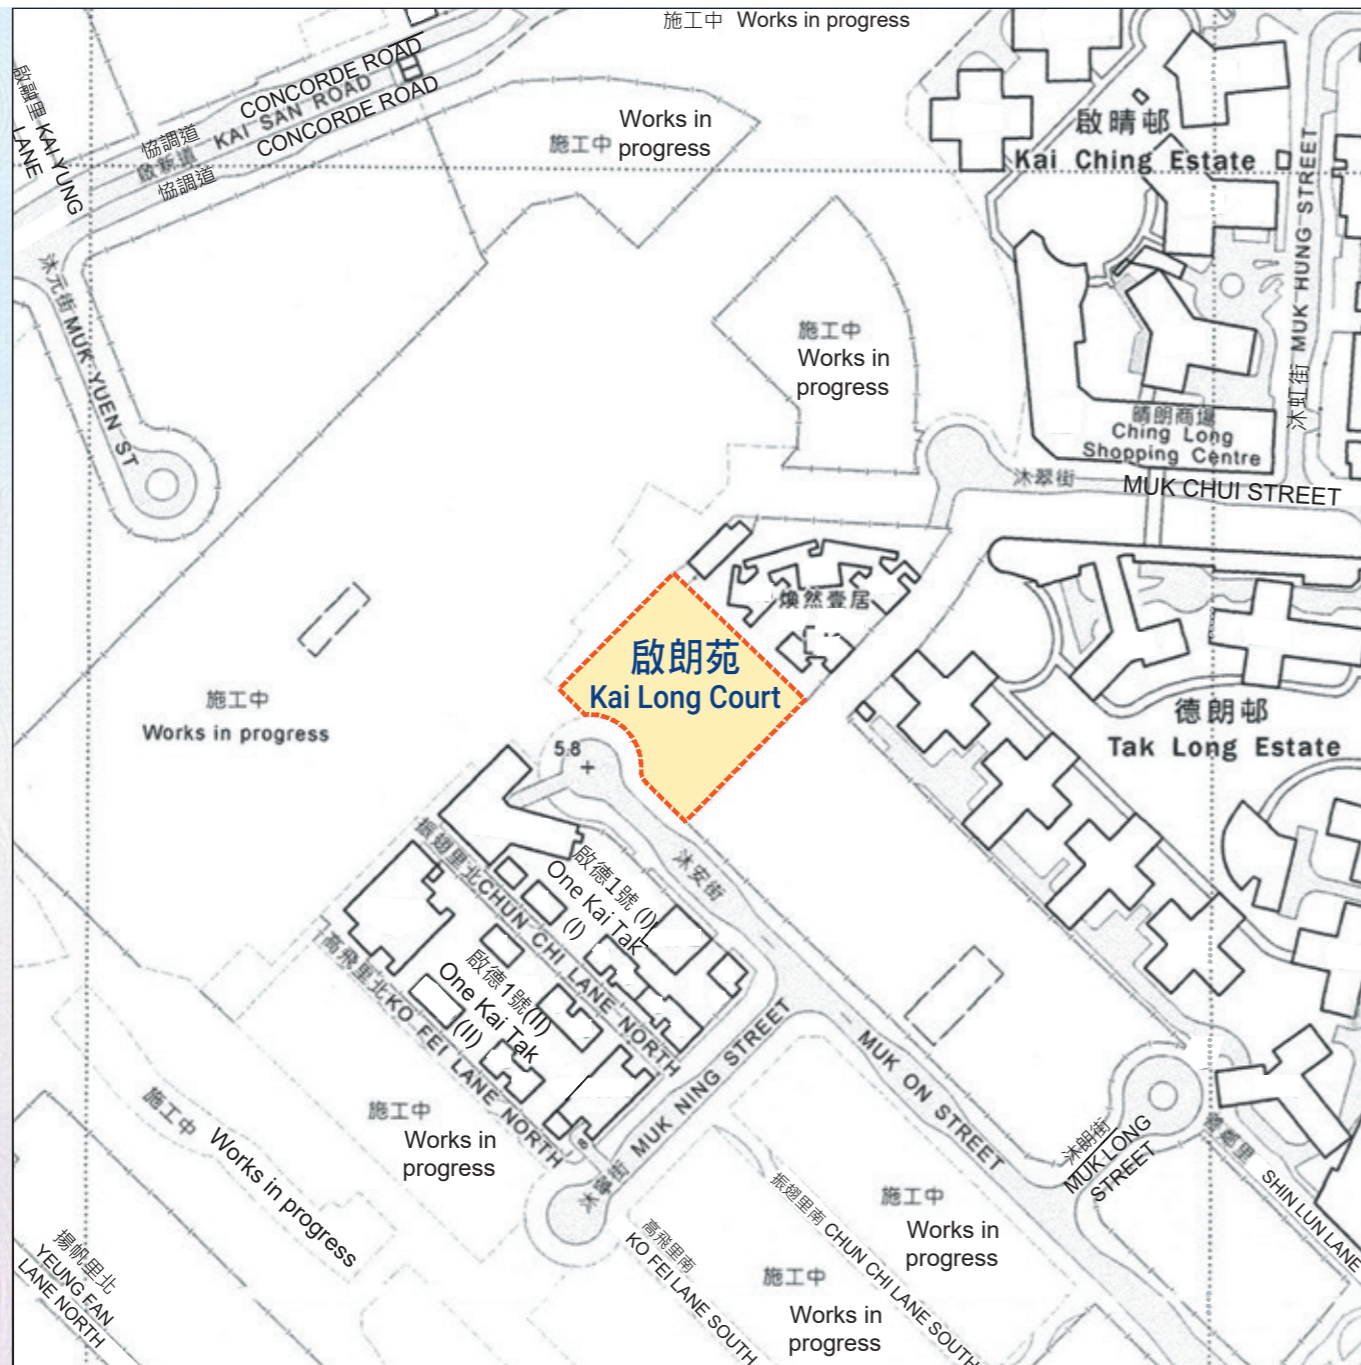 施工中 Works in progress
啟融里 KAI YUNG
LANE
CONCORDE ROAD
協調道
啟新道 KAI SAN ROAD
CONCORDE ROAD
協調道
施工中
Works in
progress
啟晴邨
Kai Ching Estate
沐虹街 MUK HUNG STREET
沐元街 MUK YUEN ST
施工中
Works in
progress
晴朗商場
Ching Long
Shopping Centre
沐翠街
MUK CHUI STREET
煥然壹居
啟朗苑
Kai Long Court
施工中
Works in progress
德朗邨
Tak Long Estate
5.8
沐安街
啟德1號 (I)
One Kai Tak
(I)
振翅里北 CHUN CHI LANE NORTH
啟德1號(II)
One Kai Tak
(II)
高飛里北 KO FEI LANE NORTH
沐寧街 MUK NING STREET
MUK ON STREET
沐朗街
MUK LONG
STREET
SHIN LUN LANE
施工中
Works in progress
施工中
Works in
progress
振翅里南 CHUN CHI LANE SOUTH
施工中
Works in
progress
高飛里南
KO FEI LANE SOUTH
施工中
Works in
progress
揚帆里北
YEUNG FAN
LANE NORTH